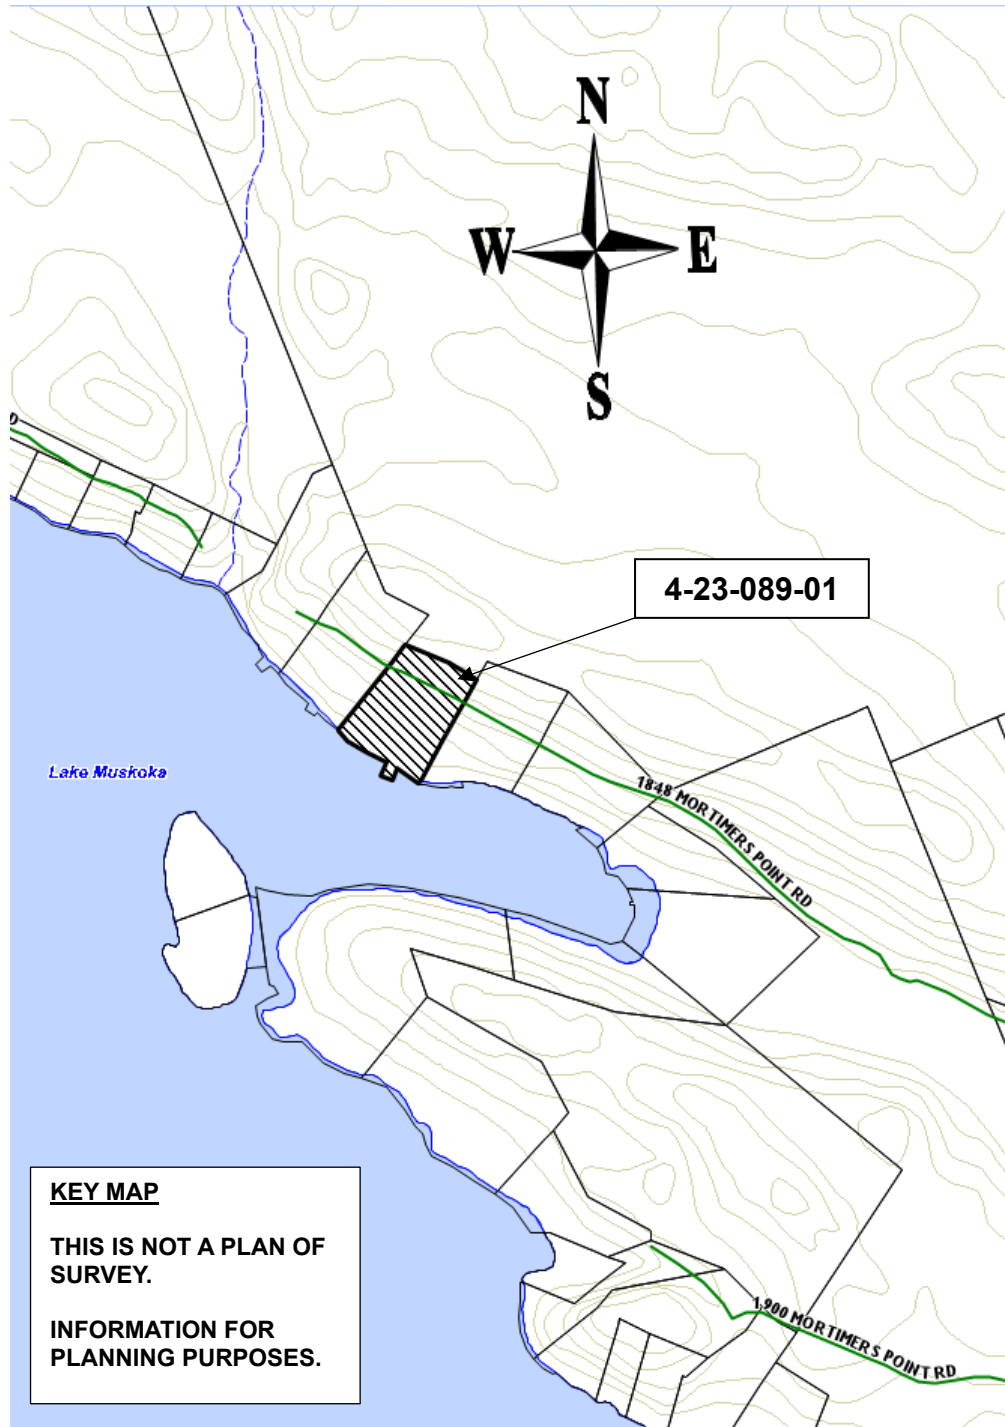 N
W
E
S
D
4-23-089-01
Lake Muskoka
1848 MORTIMERS POINT RD
KEY MAP
THIS IS NOT A PLAN OF
SURVEY.
INFORMATION FOR
PLANNING PURPOSES.
1900 MORTIMERS POINT RD